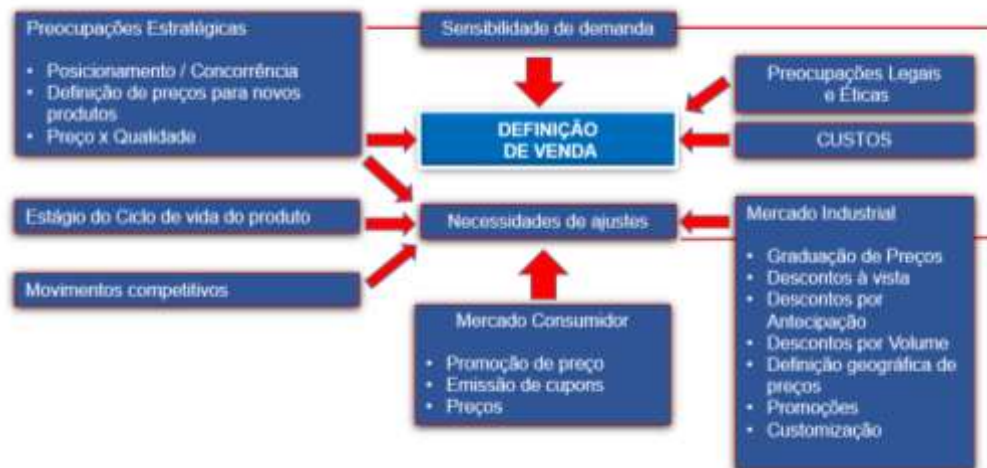 Preocupações Estratégicas
• Posicionamento / Concorrência
• Definição de preços para novos
produtos
• Preço x Qualidade
Sensibilidade de demanda
Preocupações Legais
e Éticas
DEFINIÇÃO
DE VENDA
CUSTOS
Estágio do Ciclo de vida do produto
Necessidades de ajustes
Movimentos competitivos
Mercado Consumidor
• Promoção de preço
• Emissão de cupons
• Preços
Mercado Industrial
• Graduação de Preços
• Descontos à vista
• Descontos por
Antecipação
• Descontos por Volume
• Definição geográfica de
preços
• Promoções
• Customização